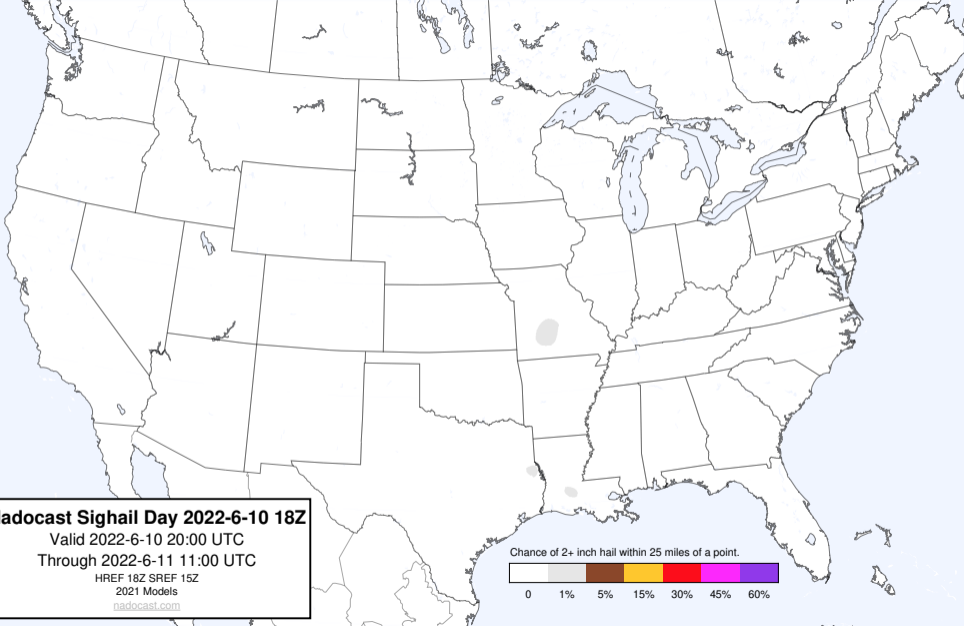 adocast Sighail Day 2022-6-10 18Z
Valid 2022-6-10 20:00 UTC
Through 2022-6-11 11:00 UTC
HREF 18Z SREF 15Z
2021 Models
nadocast.com
Chance of 2+ inch hail within 25 miles of a point.
0 1% 5% 15% 30% 45% 60%